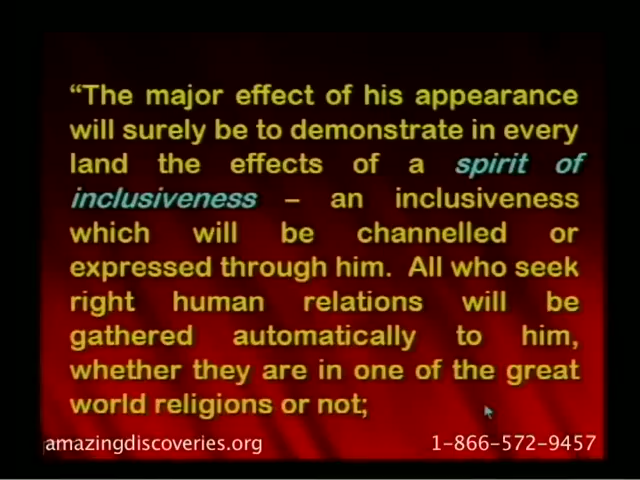 “The major effect of his appearance
will surely be to demonstrate in every
land the effects of a spirit of
inclusiveness – an inclusiveness
which will be channelled or
expressed through him. All who seek
right human relations will be
gathered automatically to him,
whether they are in one of the great
world religions or not;
amazingdiscoveries.org 1-866-572-9457